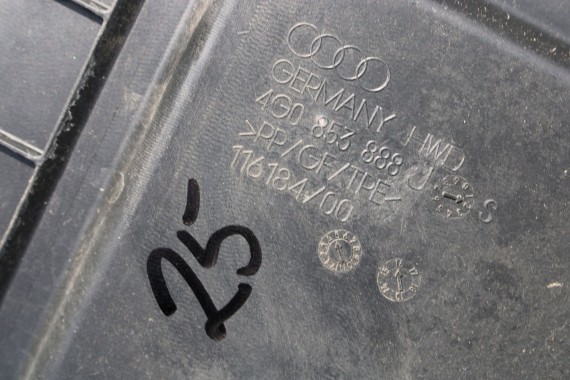 GERMANY HWD
4G0 853 888 J S
>PP/GF/TPE<
116184/00
25-